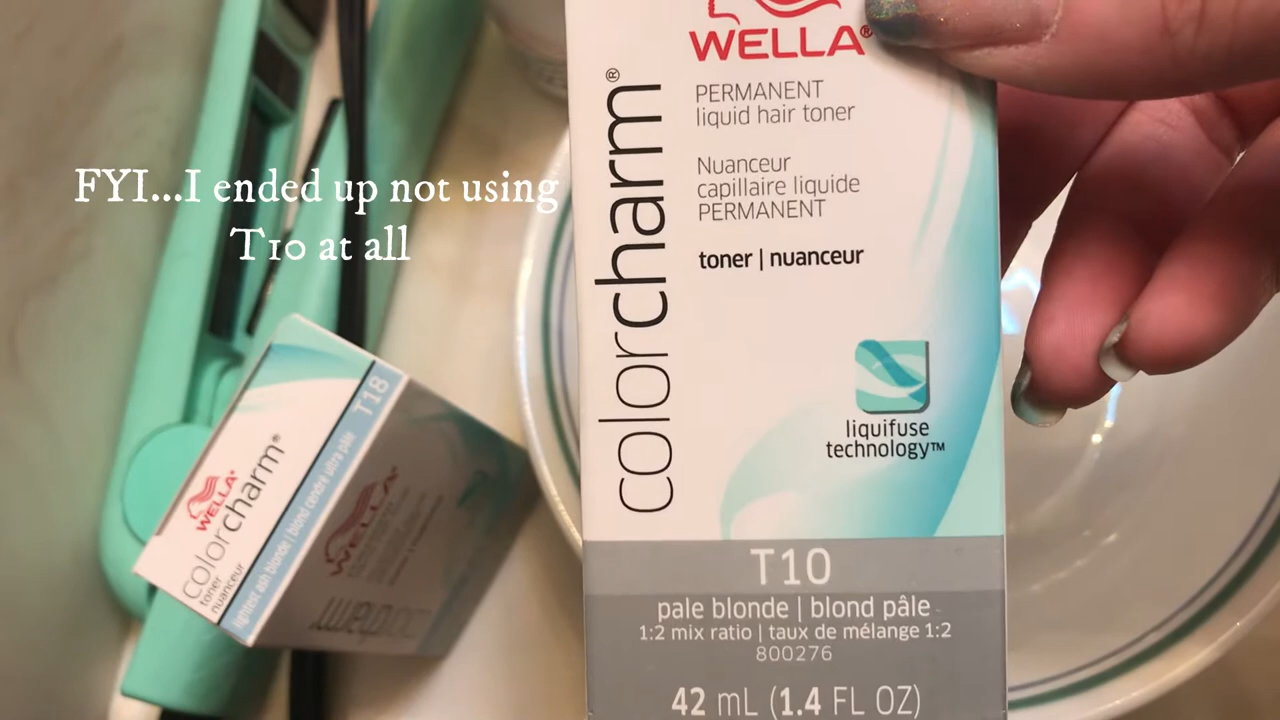 FYI...I ended up not using
T10 at all
WELLA®
PERMANENT
liquid hair toner
Nuanceur
capillaire liquide
PERMANENT
toner | nuanceur
colorcharm®
liquifuse
technology™
T10
pale blonde | blond pâle
1:2 mix ratio | taux de mélange 1:2
800276
42 mL (1.4 FL OZ)
WELLA
colorcharm®
toner
nuanceur
lightest ash blonde | blond cendré ultra pâle T18
WELLA